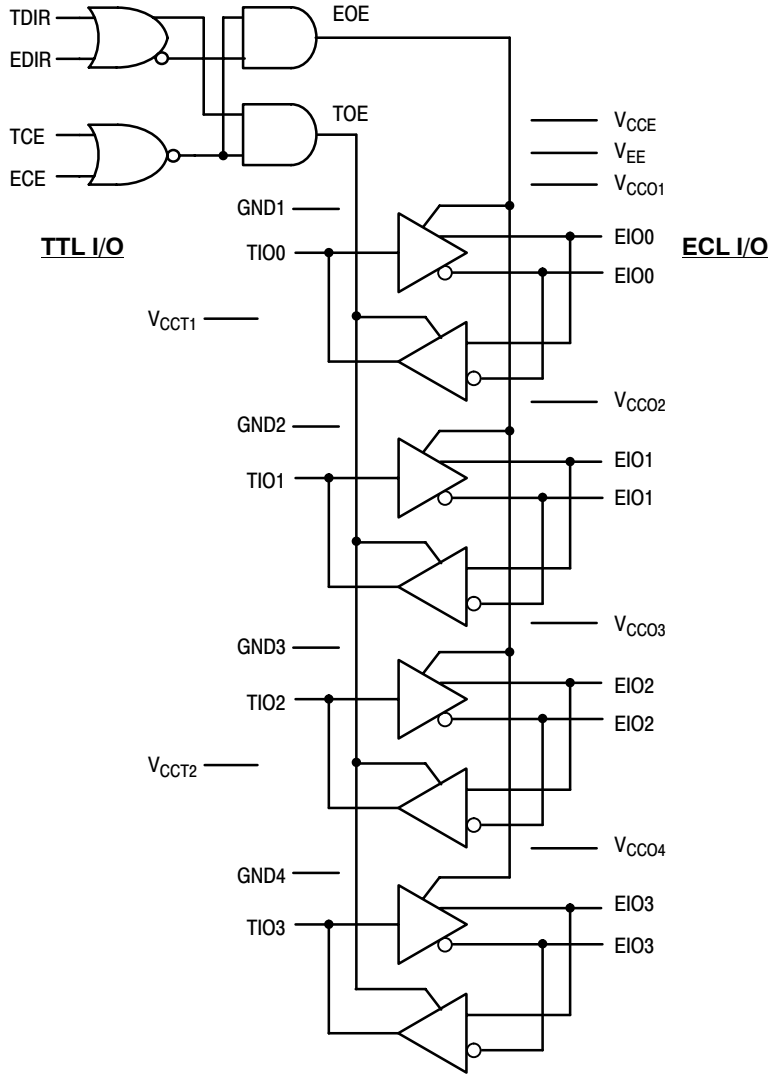 TDIR
EDIR
EOE
TCE
ECE
TOE
V_CCE
V_EE
V_CCO1
GND1
TTL I/O
TIO0
EIO0
ECL I/O
EIO0
V_CCT1
V_CCO2
GND2
TIO1
EIO1
EIO1
V_CCO3
GND3
TIO2
EIO2
EIO2
V_CCT2
V_CCO4
GND4
TIO3
EIO3
EIO3